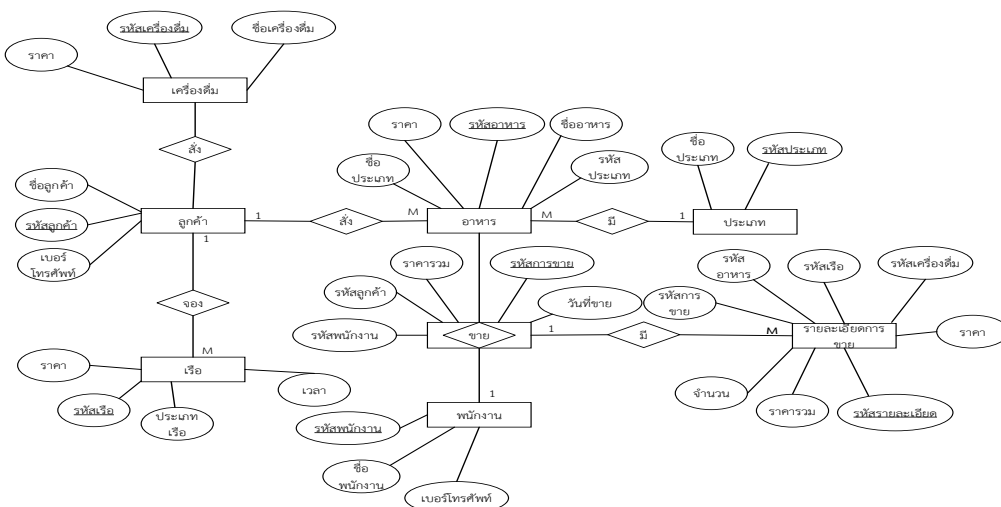 รหัสเครื่องดื่ม
ชื่อเครื่องดื่ม
ราคา
เครื่องดื่ม
สั่ง
ราคา
รหัสอาหาร
ชื่ออาหาร
ชื่อ
ประเภท
รหัส
ประเภท
ชื่อ
ประเภท
รหัสประเภท
ชื่อลูกค้า
รหัสลูกค้า
เบอร์
โทรศัพท์
ลูกค้า
1
1
สั่ง
M
อาหาร
M
มี
1
ประเภท
จอง
M
ราคา
เรือ
รหัสเรือ
ประเภท
เรือ
เวลา
ราคารวม
รหัสการขาย
รหัสลูกค้า
วันที่ขาย
รหัสพนักงาน
ขาย
1
มี
M
รหัส
อาหาร
รหัสเรือ
รหัสเครื่องดื่ม
รหัสการ
ขาย
รายละเอียดการ
ขาย
ราคา
จำนวน
ราคารวม
รหัสรายละเอียด
1
พนักงาน
รหัสพนักงาน
ชื่อ
พนักงาน
เบอร์โทรศัพท์